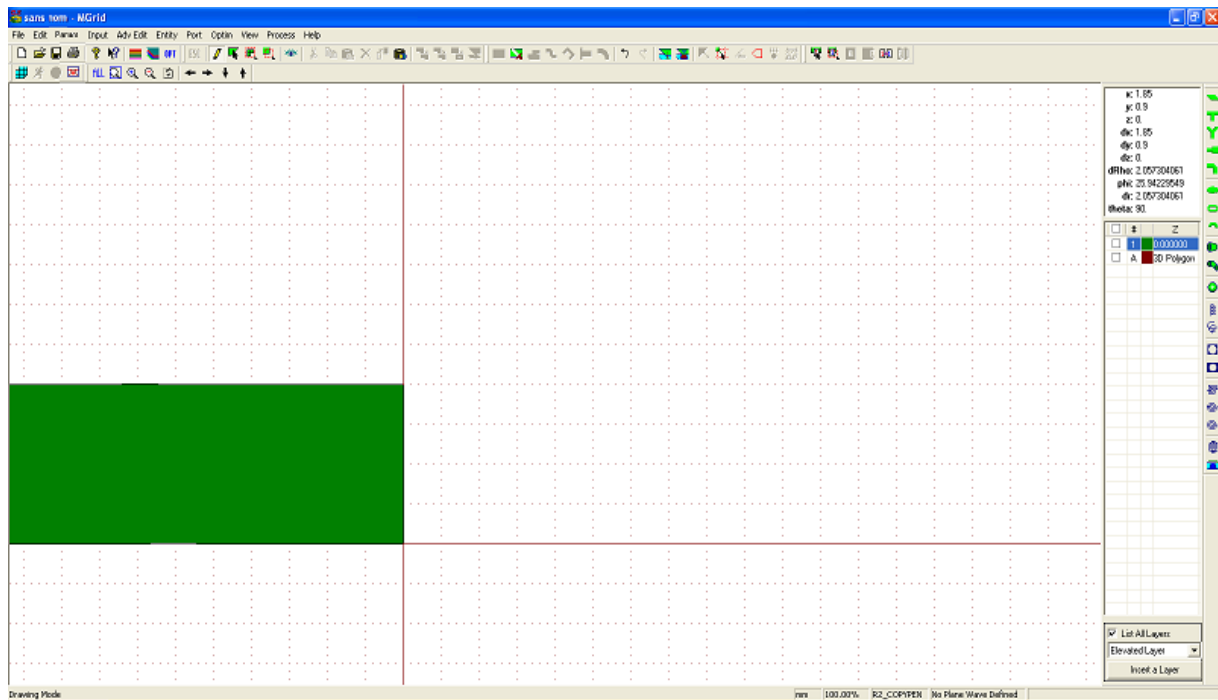 sans nom - MGrid
File Edit Param Input Adv Edit Entity Port Optim View Process Help
x: 1.85
y: 0.9
z: 0.
dx: 1.85
dy: 0.9
dz: 0.
dRho: 2.057304061
phi: 25.94229549
dr: 2.057304061
theta: 90.
# Z
1 0.000000
A 3D Polygon
List All Layers
Elevated Layer
Insert a Layer
Drawing Mode mm 100.00% R2_COPYPEN No Plane Wave Defined